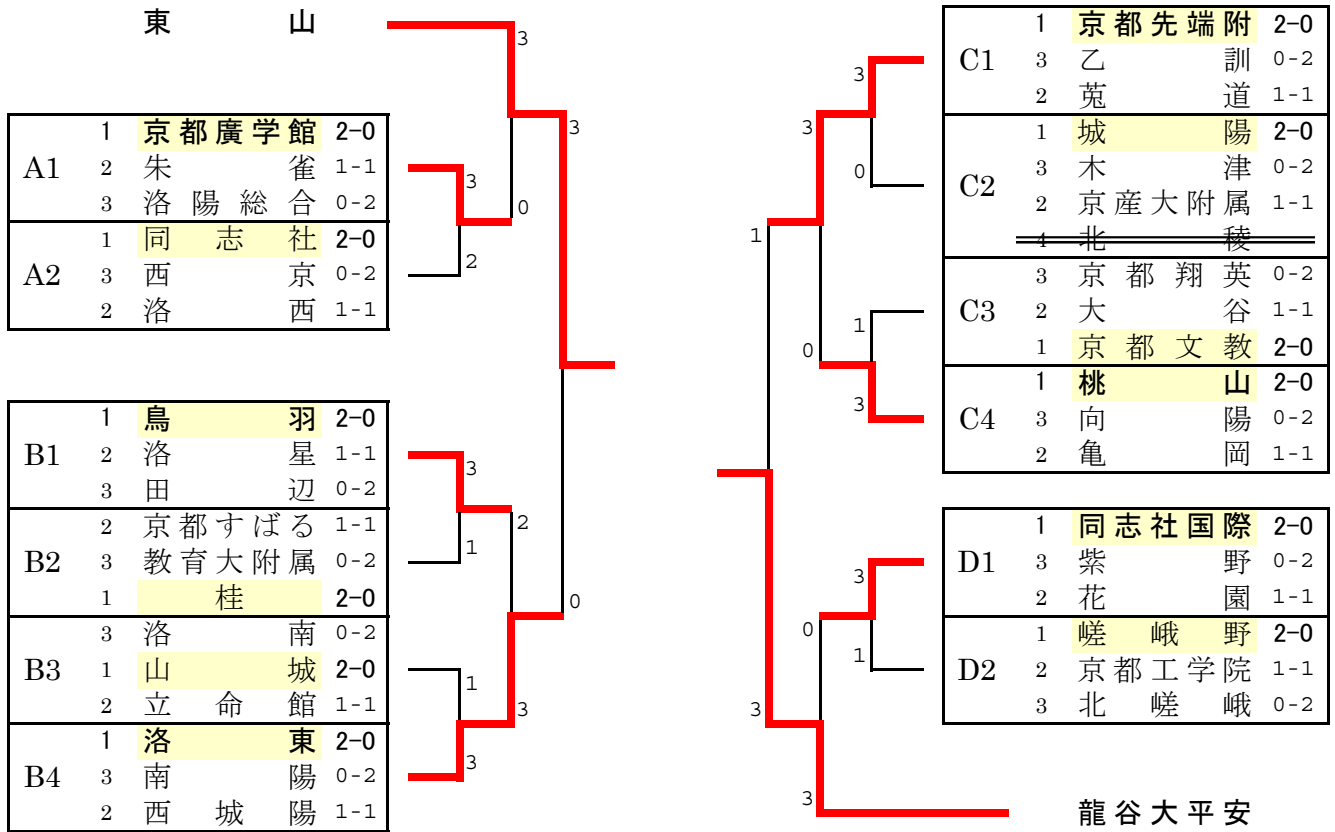 東山
A1
1 京都廣学館 2-0
2 朱雀 1-1
3 洛陽総合 0-2
A2
1 同志社 2-0
3 西京 0-2
2 洛西 1-1
B1
1 鳥羽 2-0
2 洛星 1-1
3 田辺 0-2
B2
2 京都すばる 1-1
3 教育大附属 0-2
1 桂 2-0
B3
3 洛南 0-2
1 山城 2-0
2 立命館 1-1
B4
1 洛東 2-0
3 南陽 0-2
2 西城陽 1-1
3
3
0
3
2
3
2
1
0
1
3
3
C1
1 京都先端附 2-0
3 乙訓 0-2
2 莵道 1-1
C2
1 城陽 2-0
3 木津 0-2
2 京産大附属 1-1
4 北稜
C3
3 京都翔英 0-2
2 大谷 1-1
1 京都文教 2-0
C4
1 桃山 2-0
3 向陽 0-2
2 亀岡 1-1
D1
1 同志社国際 2-0
3 紫野 0-2
2 花園 1-1
D2
1 嵯峨野 2-0
2 京都工学院 1-1
3 北嵯峨 0-2
3
3
0
1
1
0
3
3
0
1
3
3
龍谷大平安